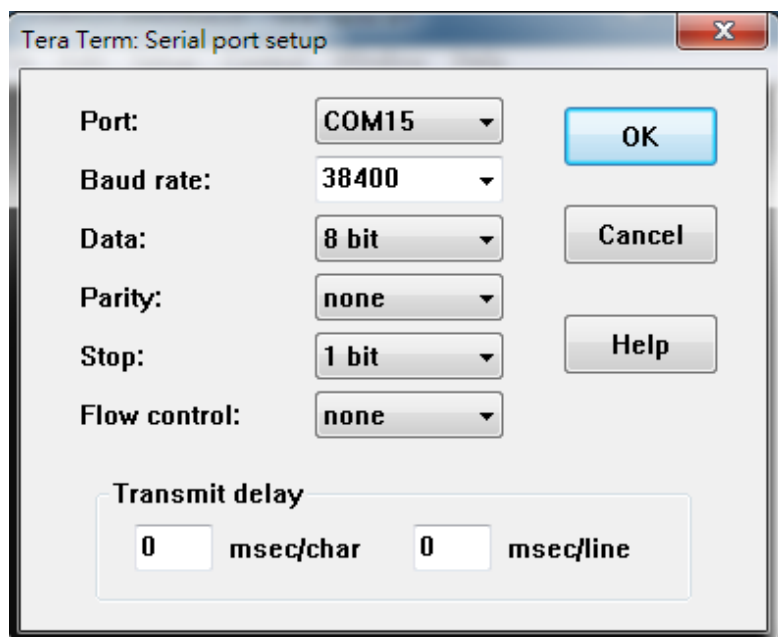 Tera Term: Serial port setup
Port: COM15 OK
Baud rate: 38400
Data: 8 bit Cancel
Parity: none
Stop: 1 bit Help
Flow control: none
Transmit delay
0 msec/char 0 msec/line